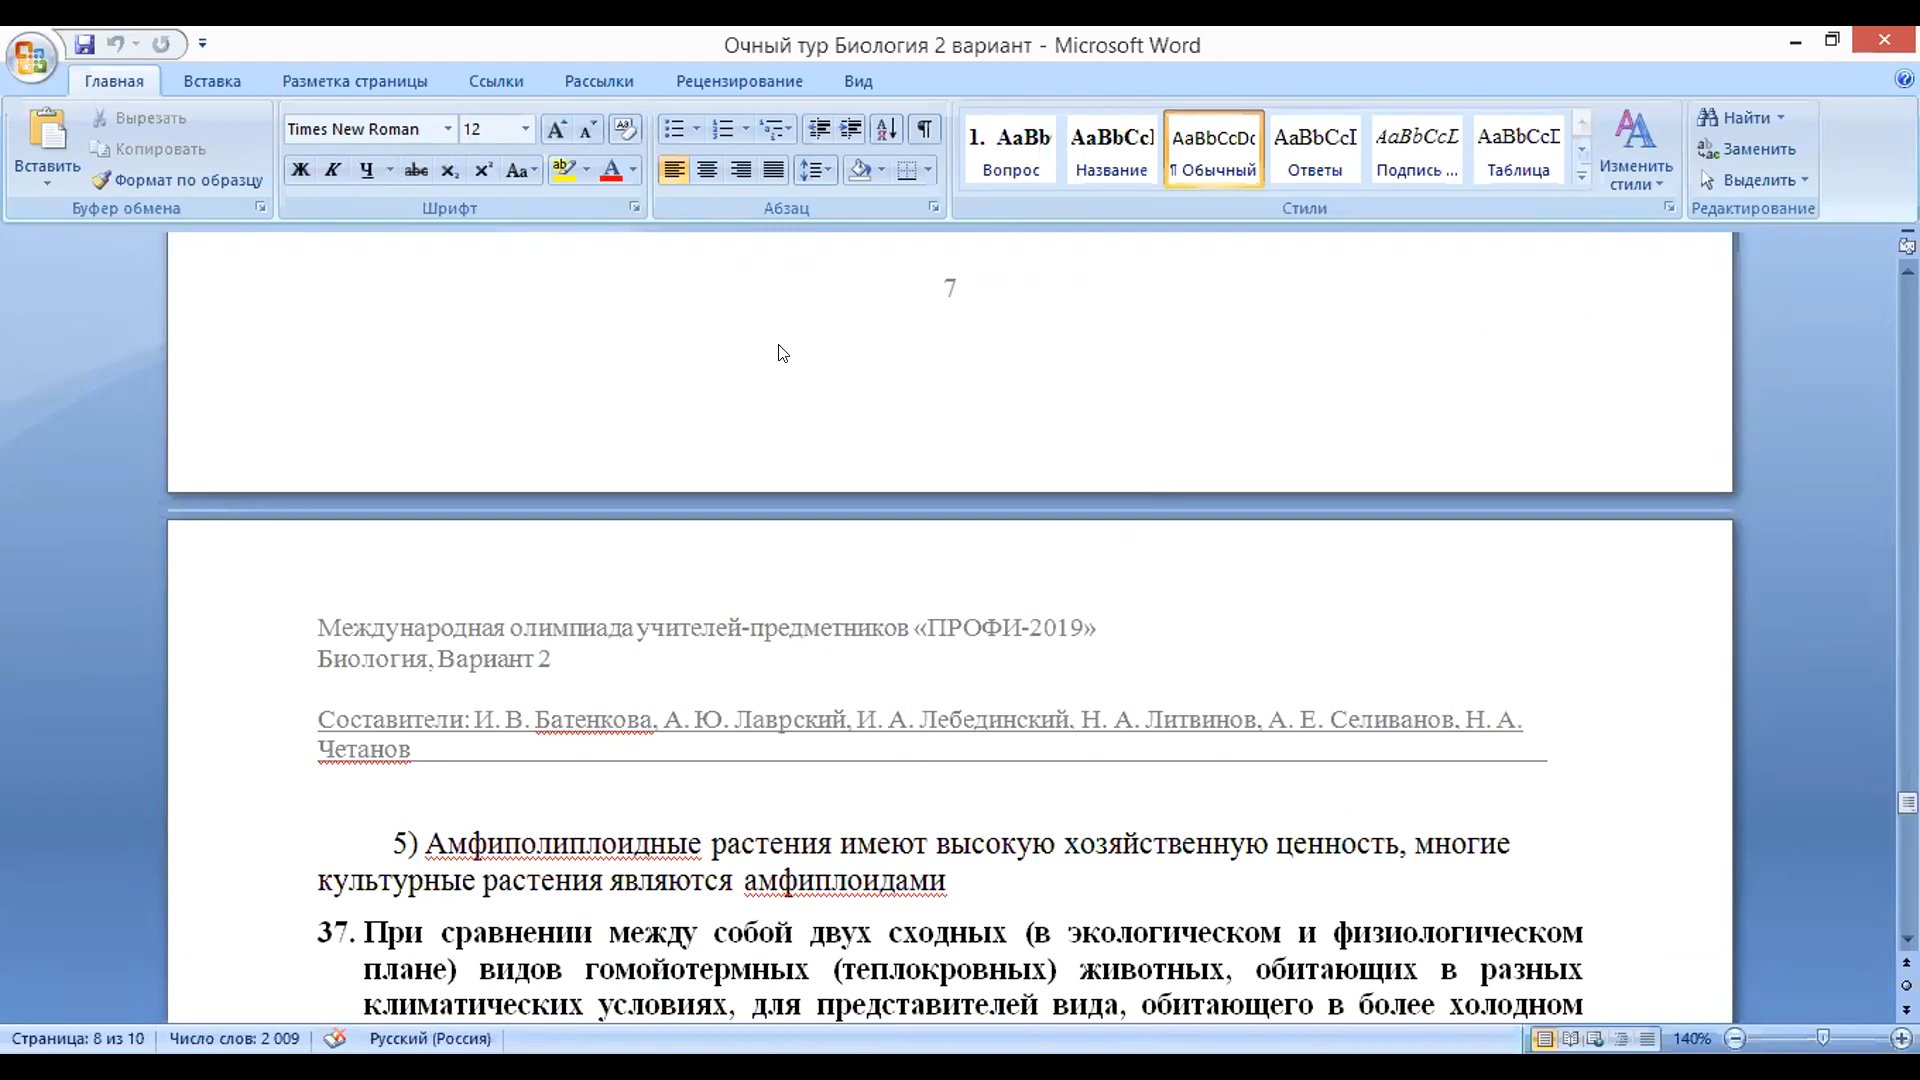 Очный тур Биология 2 вариант - Microsoft Word
Главная Вставка Разметка страницы Ссылки Рассылки Рецензирование Вид
Вставить
Вырезать
Копировать
Формат по образцу
Буфер обмена
Times New Roman 12
Ж К Ч abc x₂ x² Aa ab A
Шрифт
Абзац
1. AaBb AaBbCcI AaBbCcDc AaBbCcI AaBbCcL AaBbCcI
Вопрос Название ¶ Обычный Ответы Подпись ... Таблица
Стили
Изменить
стили
Найти
Заменить
Выделить
Редактирование
7
Международная олимпиада учителей-предметников «ПРОФИ-2019»
Биология, Вариант 2
Составители: И. В. Батенкова, А. Ю. Лаврский, И. А. Лебединский, Н. А. Литвинов, А. Е. Селиванов, Н. А.
Четанов
5) Амфиполиплоидные растения имеют высокую хозяйственную ценность, многие
культурные растения являются амфиплоидами
37. При сравнении между собой двух сходных (в экологическом и физиологическом
плане) видов гомойотермных (теплокровных) животных, обитающих в разных
климатических условиях, для представителей вида, обитающего в более холодном
Страница: 8 из 10 Число слов: 2 009 Русский (Россия) 140%